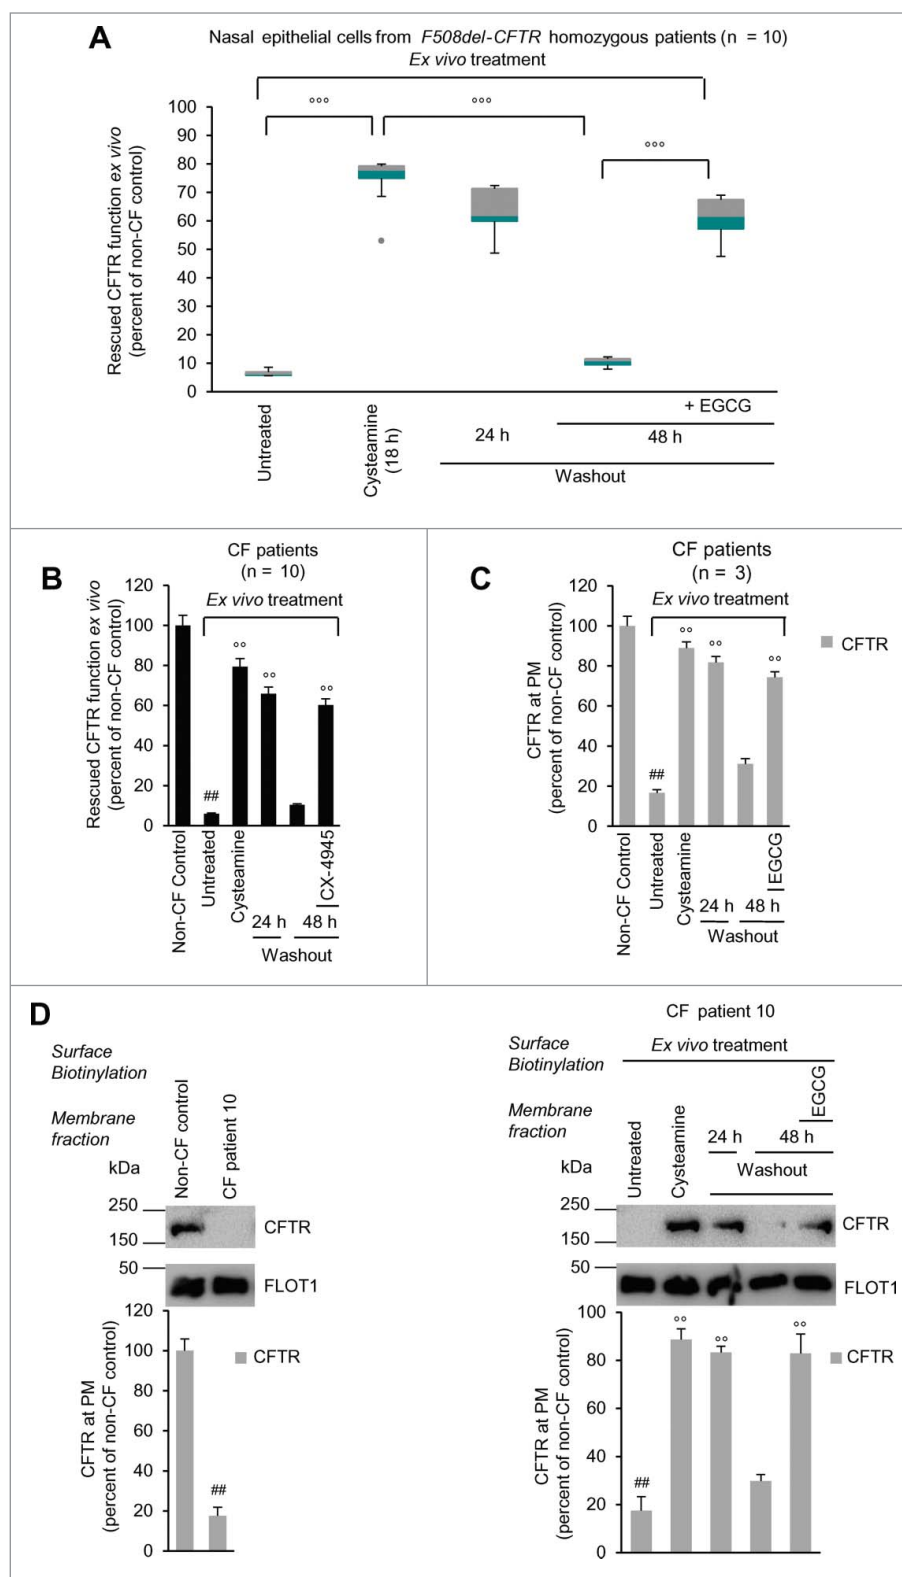 A
Nasal epithelial cells from F508del-CFTR homozygous patients (n = 10)
Ex vivo treatment
Rescued CFTR function ex vivo
(percent of non-CF control)
°°° °°° °°°
100
90
80
70
60
50
40
30
20
10
0
Untreated
Cysteamine
(18 h)
+ EGCG
24 h 48 h
Washout
B
CF patients
(n = 10)
Ex vivo treatment
Rescued CFTR function ex vivo
(percent of non-CF control)
120
100
80
60
40
20
0
## °° °° °°
Non-CF Control
Untreated
Cysteamine
CX-4945
24 h 48 h
Washout
C
CF patients
(n = 3)
Ex vivo treatment
CFTR at PM
(percent of non-CF control)
120
100
80
60
40
20
0
## °° °° °°
CFTR
Non-CF Control
Untreated
Cysteamine
EGCG
24 h 48 h
Washout
D
Surface
Biotinylation
Membrane
fraction
Non-CF control
CF patient 10
kDa
250
150
CFTR
50
FLOT1
CFTR at PM
(percent of non-CF control)
120
100
80
60
40
20
0
##
CFTR
CF patient 10
Surface
Biotinylation
Ex vivo treatment
Membrane
fraction
Untreated
Cysteamine
EGCG
24 h 48 h
Washout
kDa
250
150
CFTR
50
FLOT1
CFTR at PM
(percent of non-CF control)
100
80
60
40
20
0
## °° °° °°
CFTR